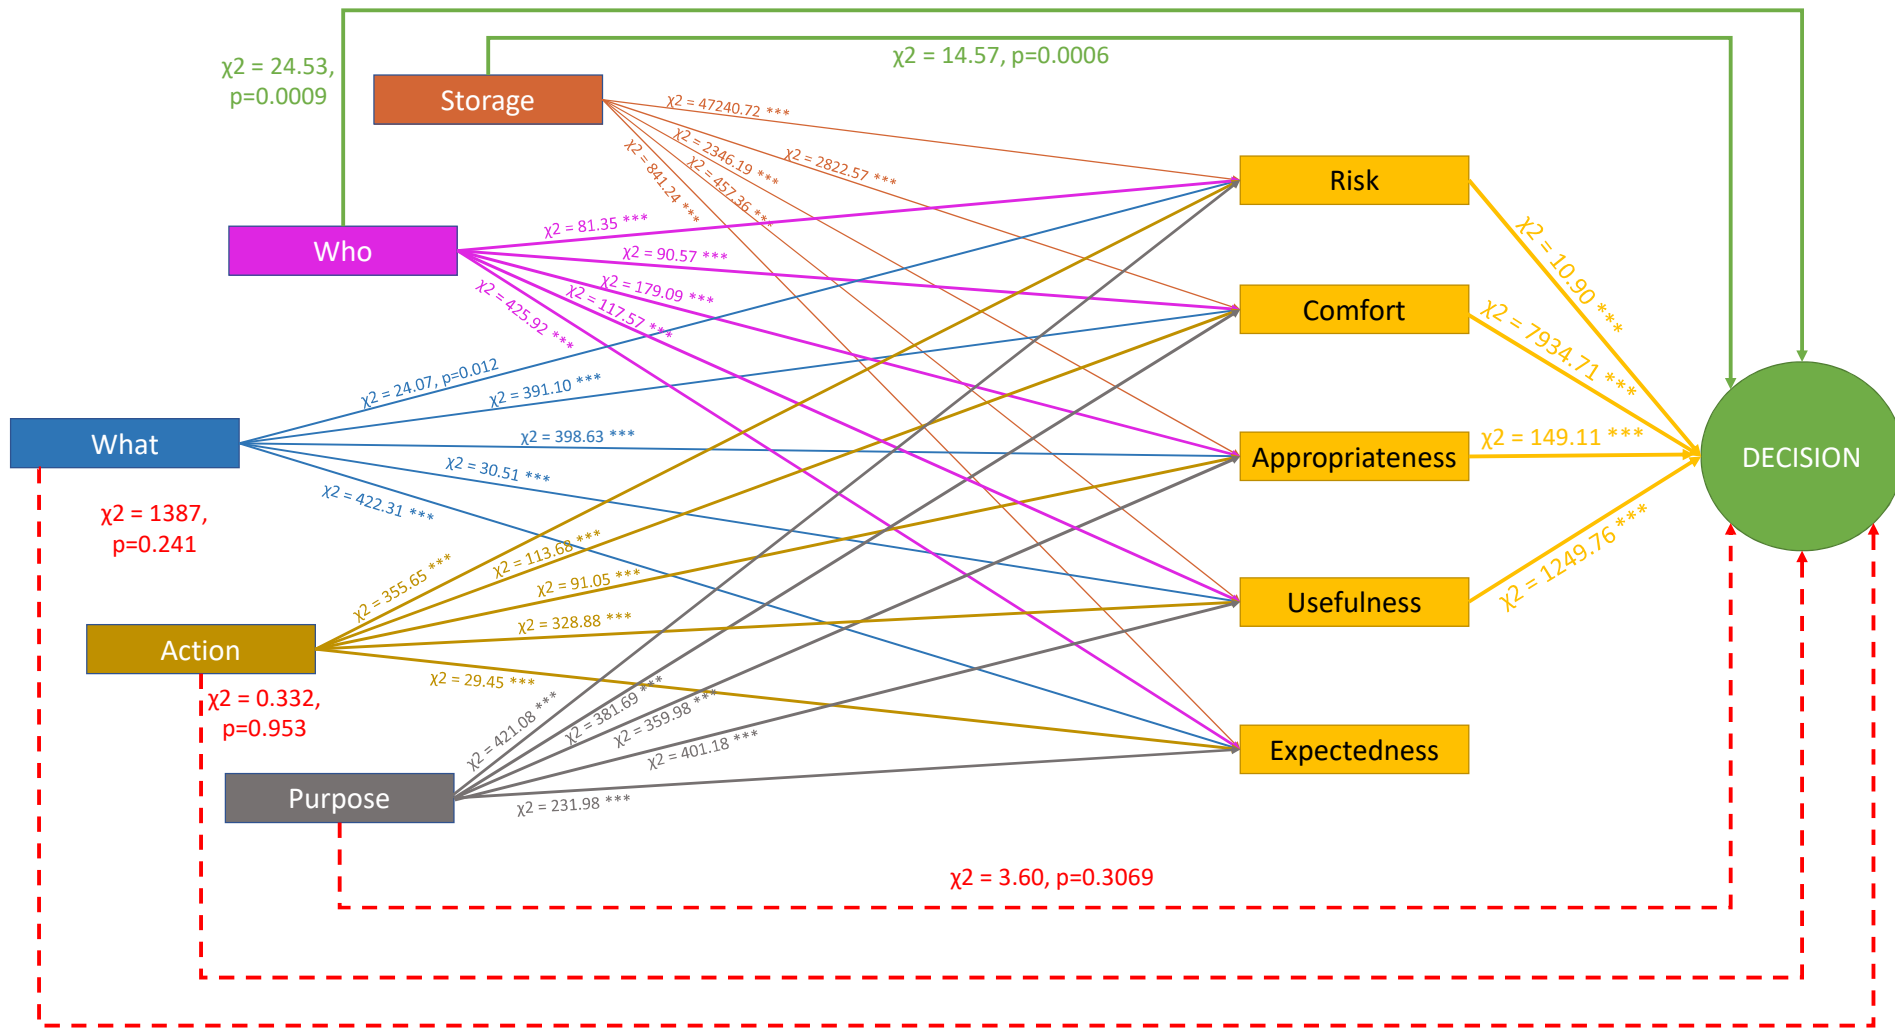 χ2 = 24.53,
p=0.0009
χ2 = 14.57, p=0.0006
Storage
χ2 = 47240.72 ***
χ2 = 2346.19 ***
χ2 = 2822.57 ***
χ2 = 457.36 ***
χ2 = 841.24 ***
Risk
Who
χ2 = 81.35 ***
χ2 = 90.57 ***
χ2 = 179.09 ***
χ2 = 117.57 ***
χ2 = 425.92 ***
χ2 = 10.90 ***
Comfort
χ2 = 7934.71 ***
What
χ2 = 24.07, p=0.012
χ2 = 391.10 ***
χ2 = 398.63 ***
χ2 = 30.51 ***
χ2 = 422.31 ***
Appropriateness
χ2 = 149.11 ***
DECISION
χ2 = 1387,
p=0.241
χ2 = 355.65 ***
χ2 = 113.68 ***
χ2 = 91.05 ***
χ2 = 328.88 ***
χ2 = 29.45 ***
Usefulness
χ2 = 1249.76 ***
Action
χ2 = 0.332,
p=0.953
χ2 = 421.08 ***
χ2 = 381.69 ***
χ2 = 359.98 ***
χ2 = 401.18 ***
χ2 = 231.98 ***
Expectedness
Purpose
χ2 = 3.60, p=0.3069